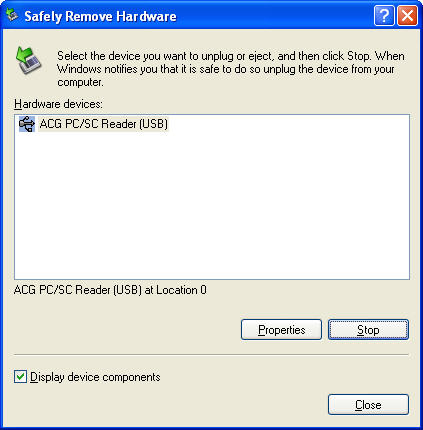 Safely Remove Hardware
Select the device you want to unplug or eject, and then click Stop. When
Windows notifies you that it is safe to do so unplug the device from your
computer.
Hardware devices:
ACG PC/SC Reader (USB)
ACG PC/SC Reader (USB) at Location 0
Properties
Stop
Display device components
Close